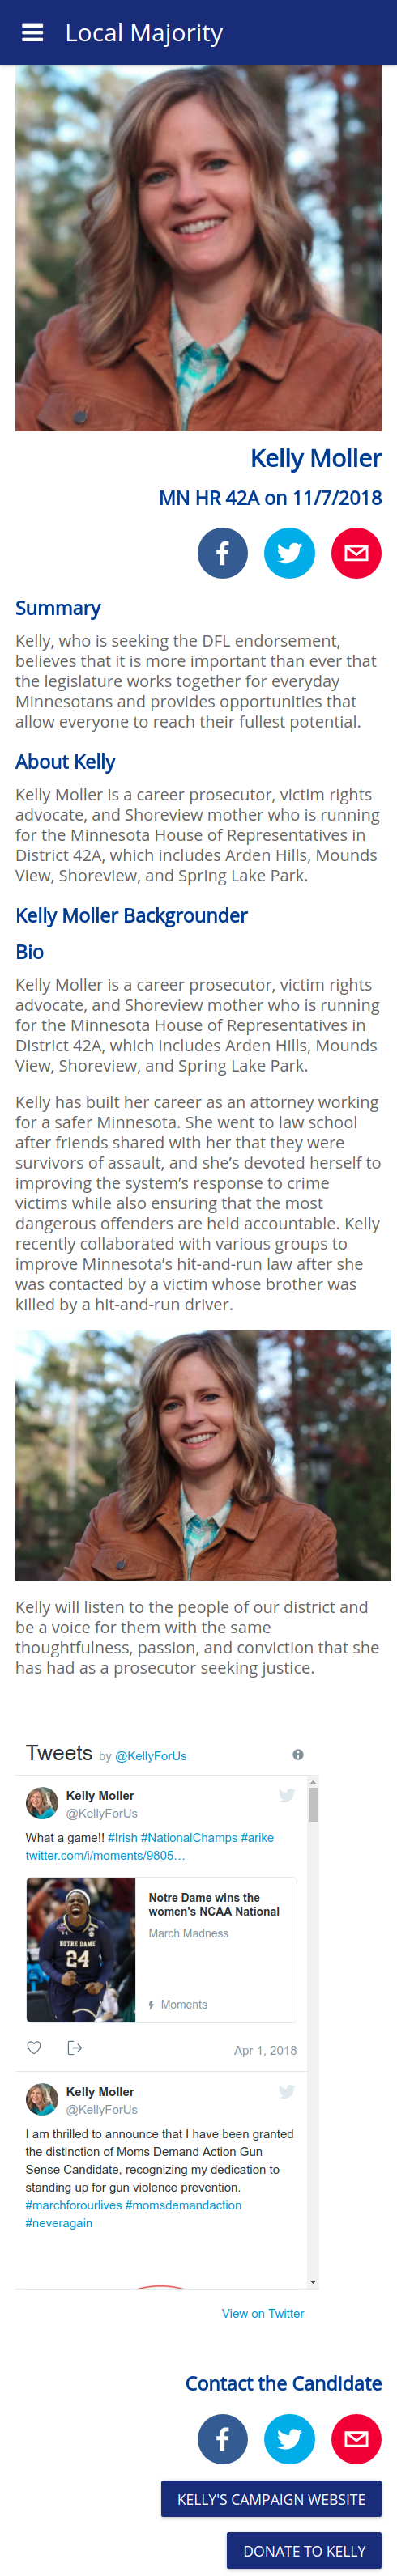 Local Majority
Kelly Moller
MN HR 42A on 11/7/2018
Summary
Kelly, who is seeking the DFL endorsement,
believes that it is more important than ever that
the legislature works together for everyday
Minnesotans and provides opportunities that
allow everyone to reach their fullest potential.
About Kelly
Kelly Moller is a career prosecutor, victim rights
advocate, and Shoreview mother who is running
for the Minnesota House of Representatives in
District 42A, which includes Arden Hills, Mounds
View, Shoreview, and Spring Lake Park.
Kelly Moller Backgrounder
Bio
Kelly Moller is a career prosecutor, victim rights
advocate, and Shoreview mother who is running
for the Minnesota House of Representatives in
District 42A, which includes Arden Hills, Mounds
View, Shoreview, and Spring Lake Park.
Kelly has built her career as an attorney working
for a safer Minnesota. She went to law school
after friends shared with her that they were
survivors of assault, and she’s devoted herself to
improving the system’s response to crime
victims while also ensuring that the most
dangerous offenders are held accountable. Kelly
recently collaborated with various groups to
improve Minnesota’s hit-and-run law after she
was contacted by a victim whose brother was
killed by a hit-and-run driver.
Kelly will listen to the people of our district and
be a voice for them with the same
thoughtfulness, passion, and conviction that she
has had as a prosecutor seeking justice.
Tweets by @KellyForUs
Kelly Moller
@KellyForUs
What a game!! #Irish #NationalChamps #arike
twitter.com/i/moments/9805…
Notre Dame wins the
women's NCAA National
March Madness
NOTRE DAME
24
Moments
Apr 1, 2018
Kelly Moller
@KellyForUs
I am thrilled to announce that I have been granted
the distinction of Moms Demand Action Gun
Sense Candidate, recognizing my dedication to
standing up for gun violence prevention.
#marchforourlives #momsdemandaction
#neveragain
View on Twitter
Contact the Candidate
KELLY'S CAMPAIGN WEBSITE
DONATE TO KELLY